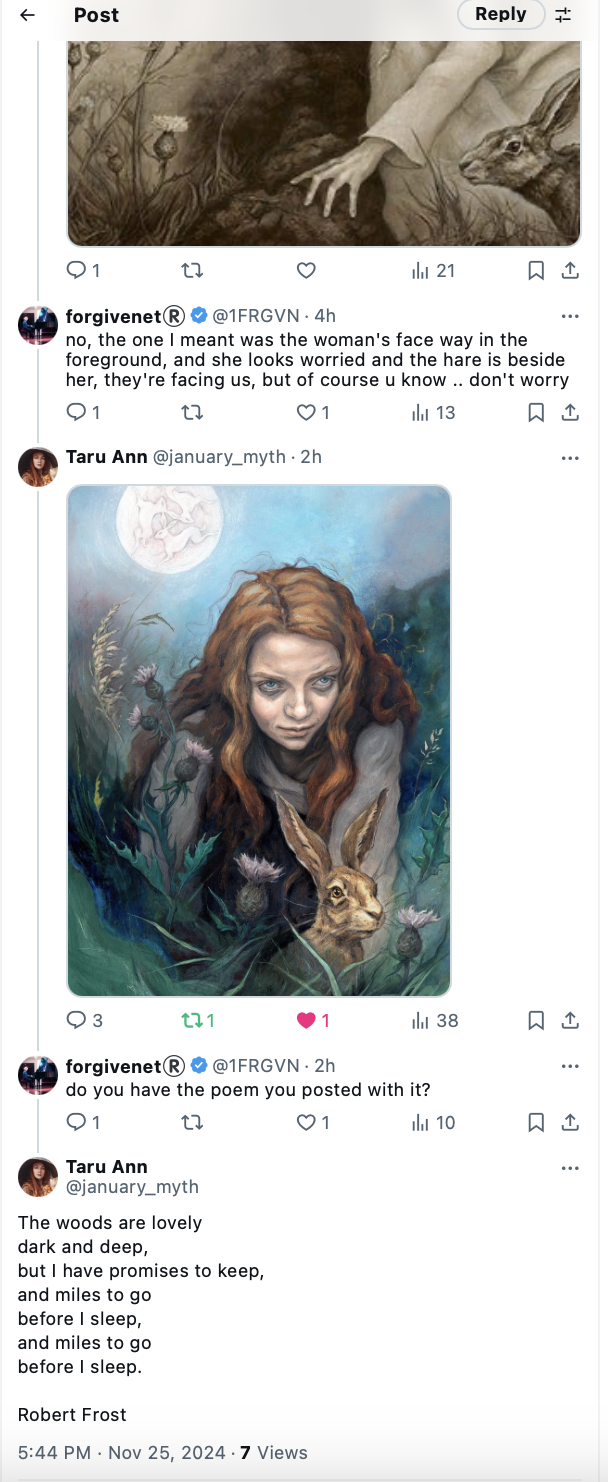 Post
Reply
1
21
forgivenet® @1FRGVN · 4h
no, the one I meant was the woman's face way in the
foreground, and she looks worried and the hare is beside
her, they're facing us, but of course u know .. don't worry
1
1
13
Taru Ann @january_myth · 2h
3
1
1
38
forgivenet® @1FRGVN · 2h
do you have the poem you posted with it?
1
1
10
Taru Ann
@january_myth
The woods are lovely
dark and deep,
but I have promises to keep,
and miles to go
before I sleep,
and miles to go
before I sleep.
Robert Frost
5:44 PM · Nov 25, 2024 · 7 Views